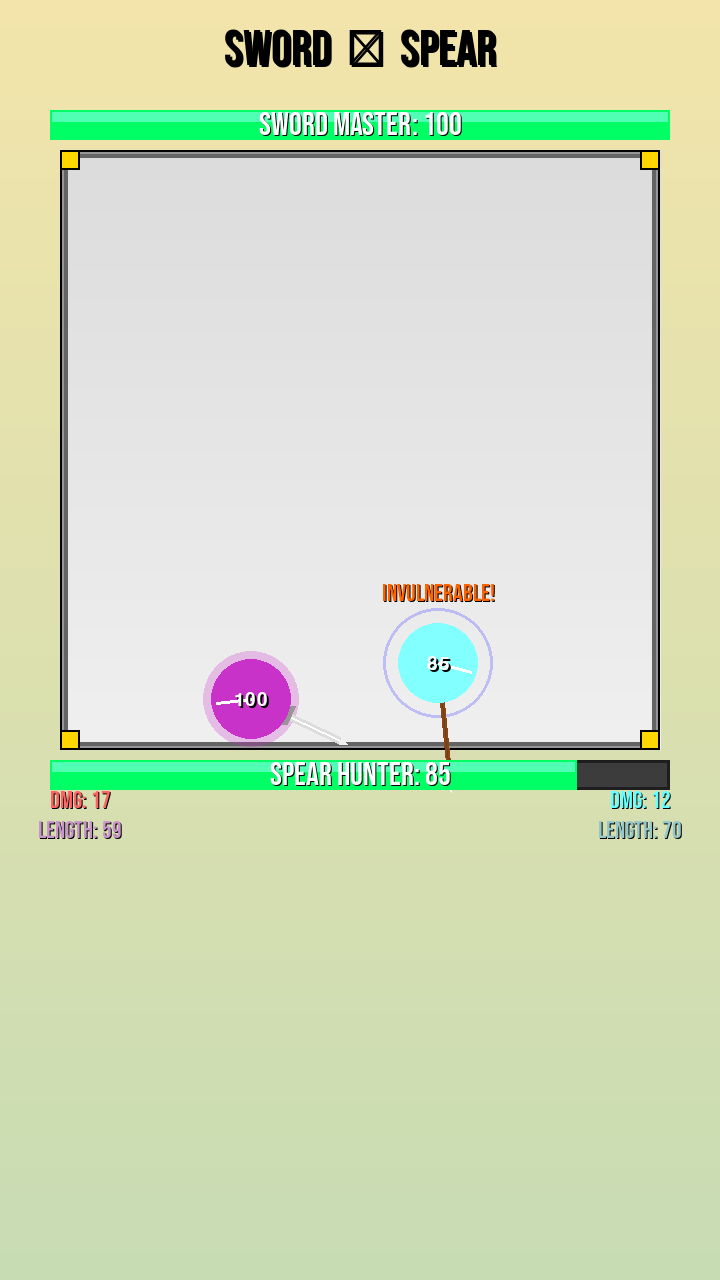 SWORD ☒ SPEAR
SWORD MASTER: 100
INVULNERABLE!
85
100
SPEAR HUNTER: 85
DMG: 17
DMG: 12
LENGTH: 59
LENGTH: 70